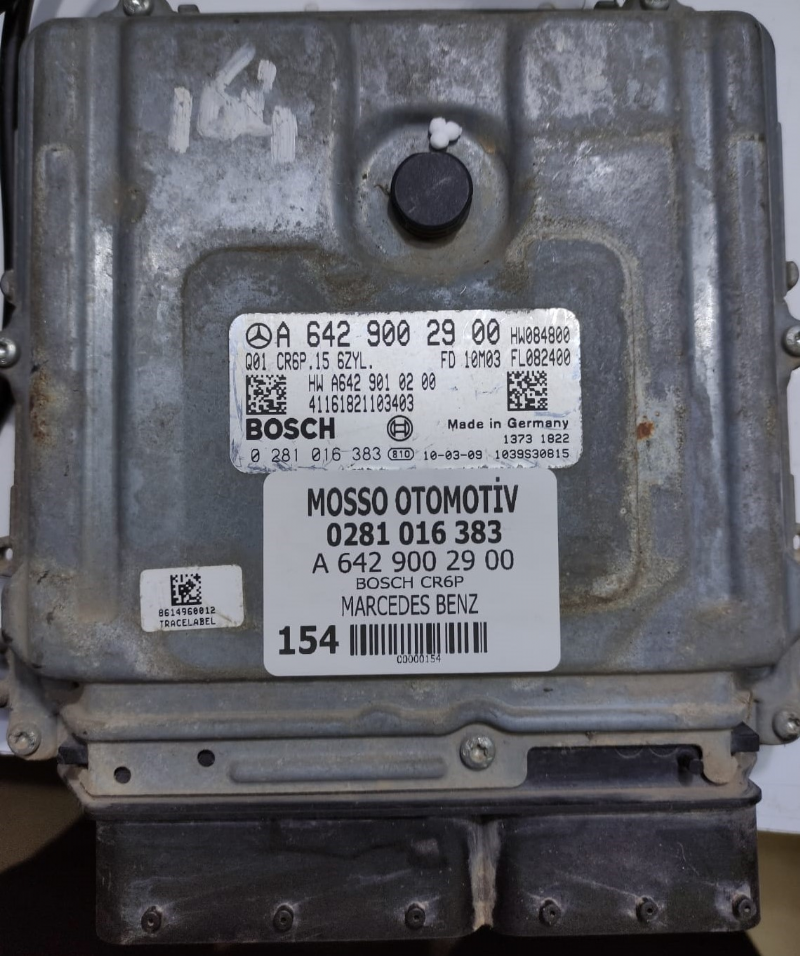 A 642 900 29 00 HW084800
Q01 CR6P.15 6ZYL. FD 10M03 FL082400
HW A642 901 02 00
41161821103403
BOSCH
Made in Germany
1373 1822
0 281 016 383 810 10-03-09 1039S30815
MOSSO OTOMOTİV
0281 016 383
A 642 900 29 00
BOSCH CR6P
MARCEDES BENZ
154
C0000154
8614960012
TRACELABEL